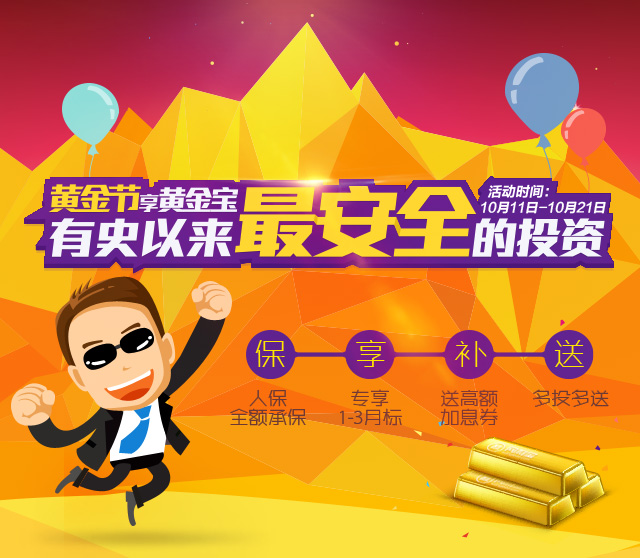 黄金节享黄金宝
活动时间：
10月11日-10月21日
有史以来最安全的投资
保 享 补 送
人保
全额承保
专享
1-3月标
送高额
加息券
多投多送